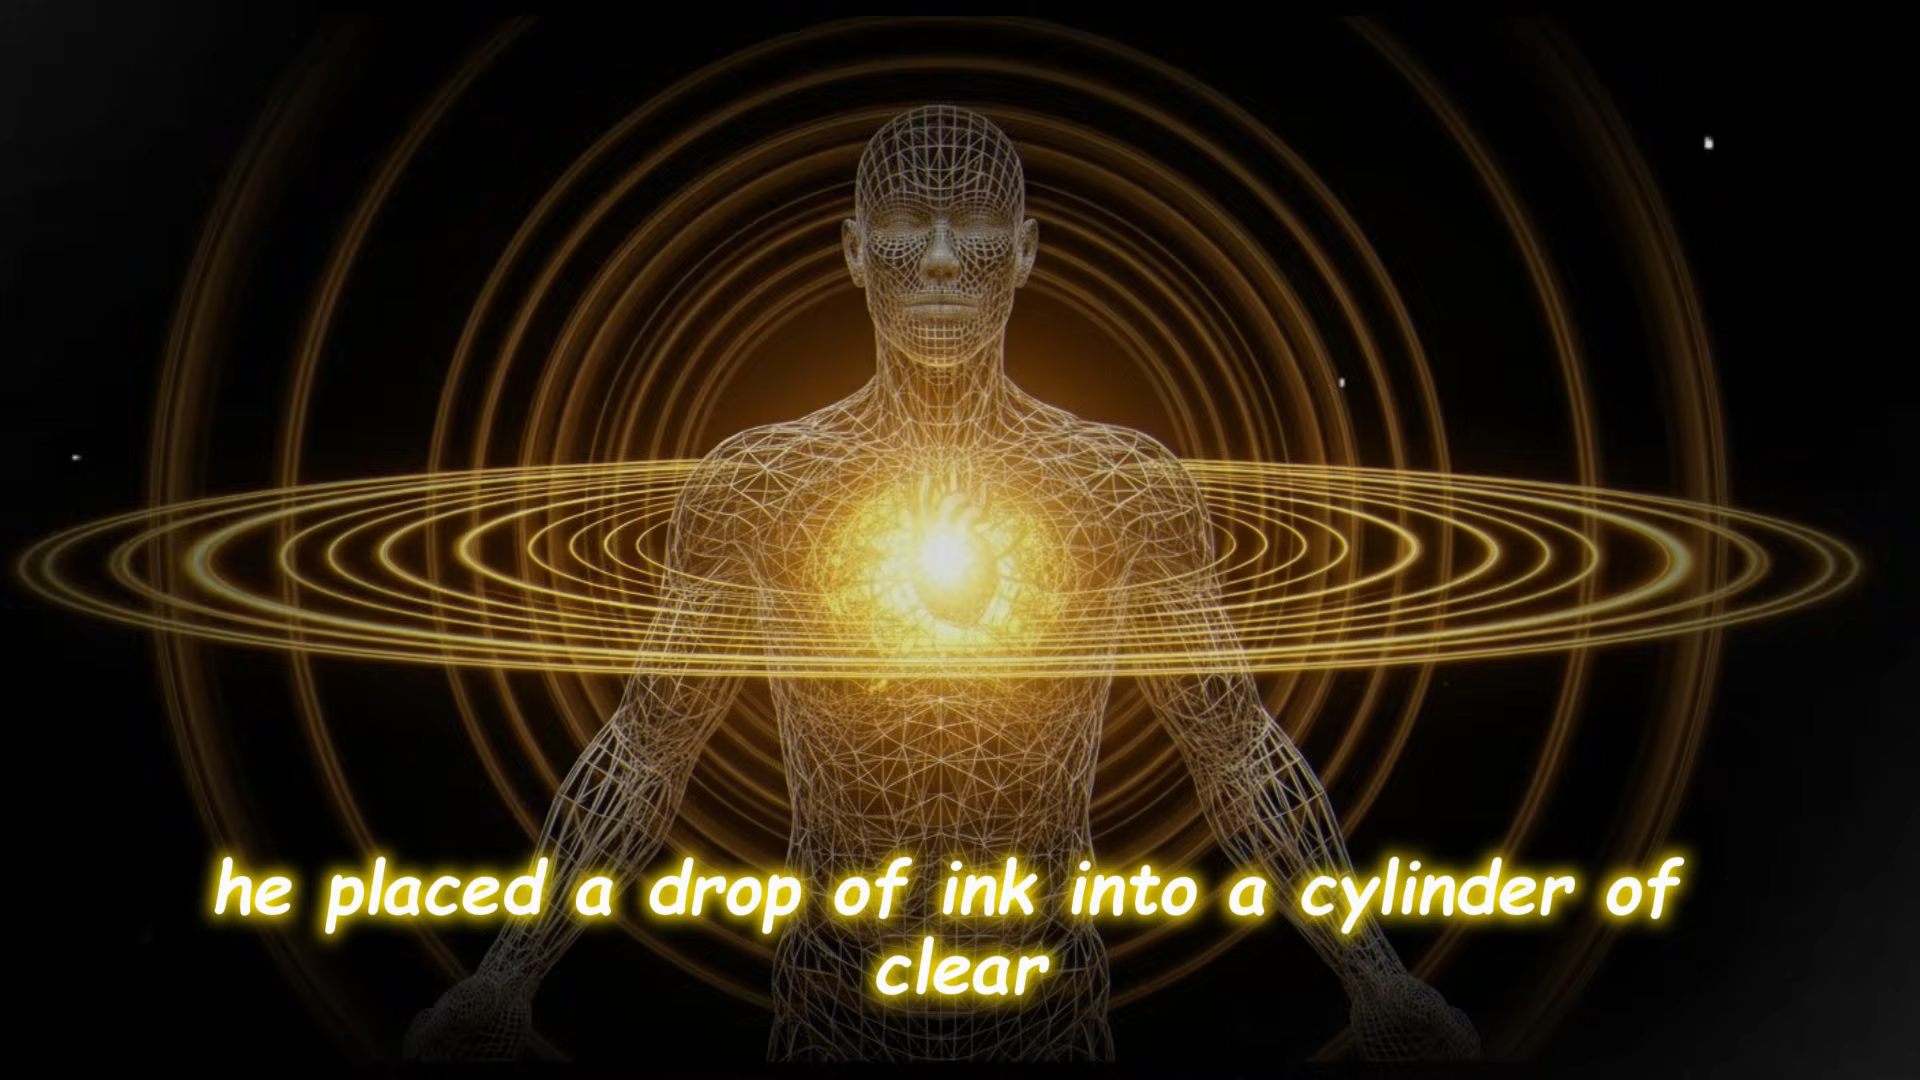 he placed a drop of ink into a cylinder of
clear